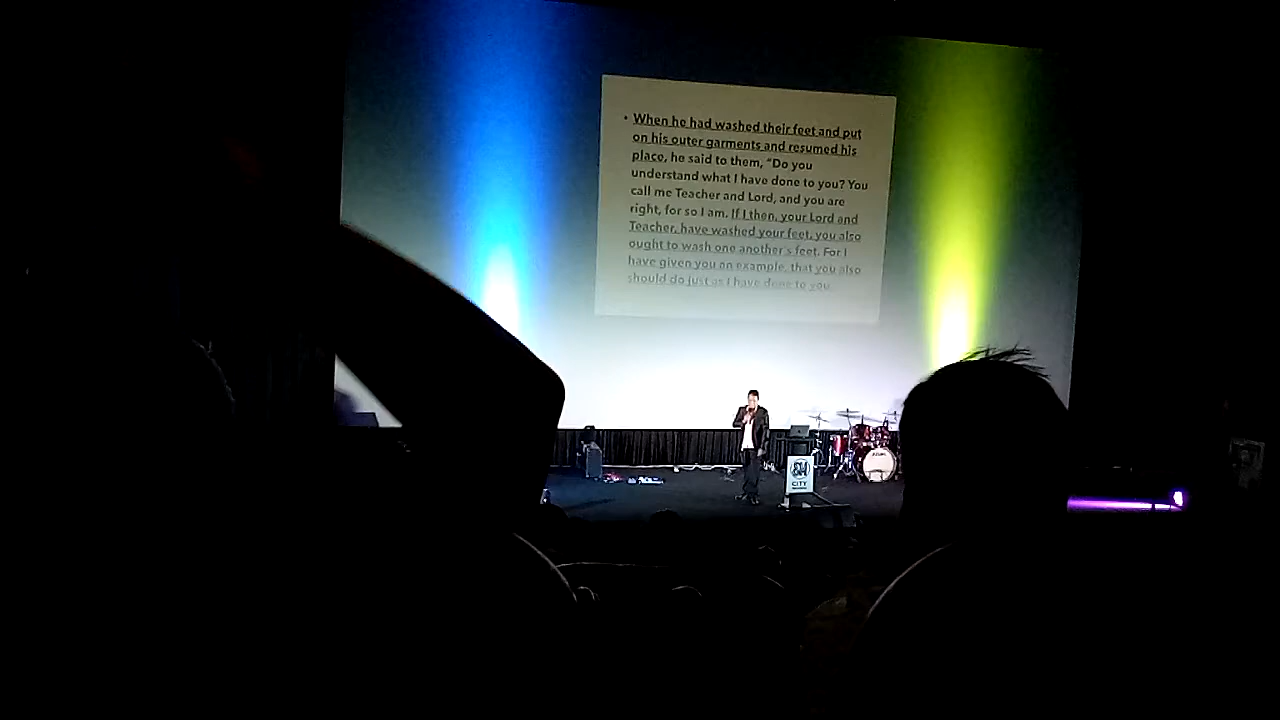 • When he had washed their feet and put
on his outer garments and resumed his
place, he said to them, “Do you
understand what I have done to you? You
call me Teacher and Lord, and you are
right, for so I am. If I then, your Lord and
Teacher, have washed your feet, you also
ought to wash one another's feet. For I
have given you an example, that you also
should do just as I have done to you.
SM
CITY